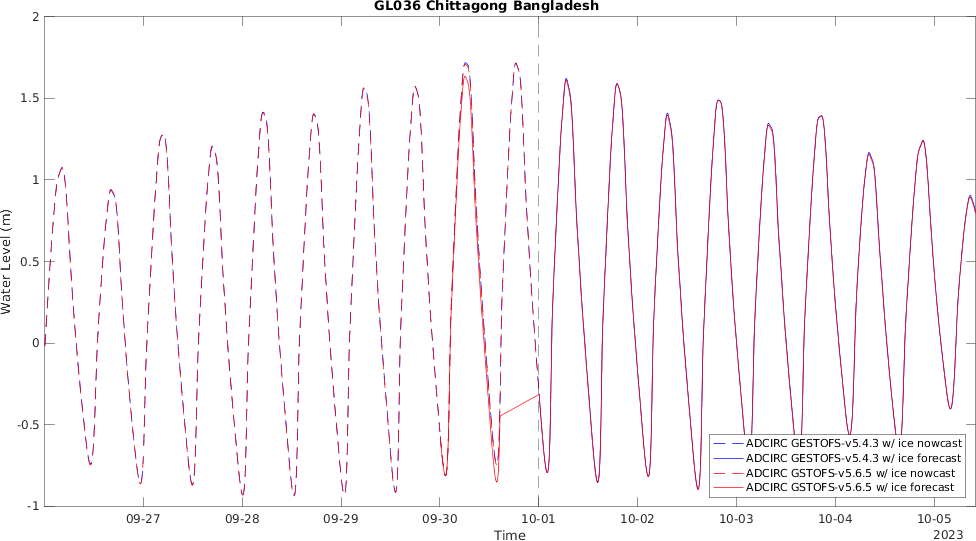 GL036 Chittagong Bangladesh
Water Level (m)
2
1.5
1
0.5
0
-0.5
-1
ADCIRC GESTOFS-v5.4.3 w/ ice nowcast
ADCIRC GESTOFS-v5.4.3 w/ ice forecast
ADCIRC GSTOFS-v5.6.5 w/ ice nowcast
ADCIRC GSTOFS-v5.6.5 w/ ice forecast
09-27 09-28 09-29 09-30 10-01 10-02 10-03 10-04 10-05
Time
2023